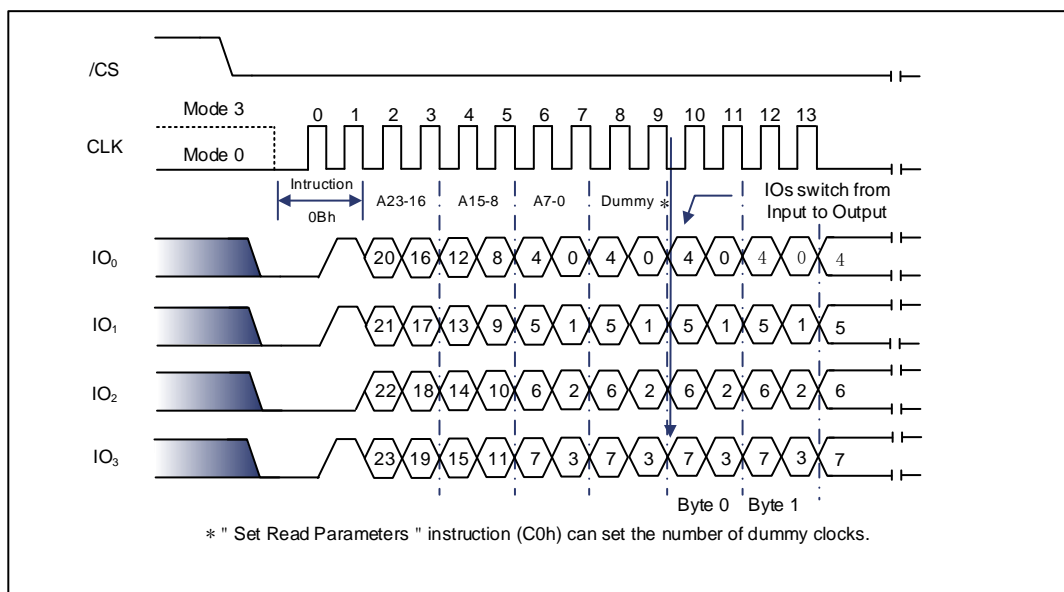 /CS
Mode 3
0 1 2 3 4 5 6 7 8 9 10 11 12 13
CLK
Mode 0
Intruction
0Bh
A23-16 A15-8 A7-0 Dummy *
IOs switch from
Input to Output
IO0 20 16 12 8 4 0 4 0 4 0 4 0 4
IO1 21 17 13 9 5 1 5 1 5 1 5 1 5
IO2 22 18 14 10 6 2 6 2 6 2 6 2 6
IO3 23 19 15 11 7 3 7 3 7 3 7 3 7
Byte 0 Byte 1
* " Set Read Parameters " instruction (C0h) can set the number of dummy clocks.